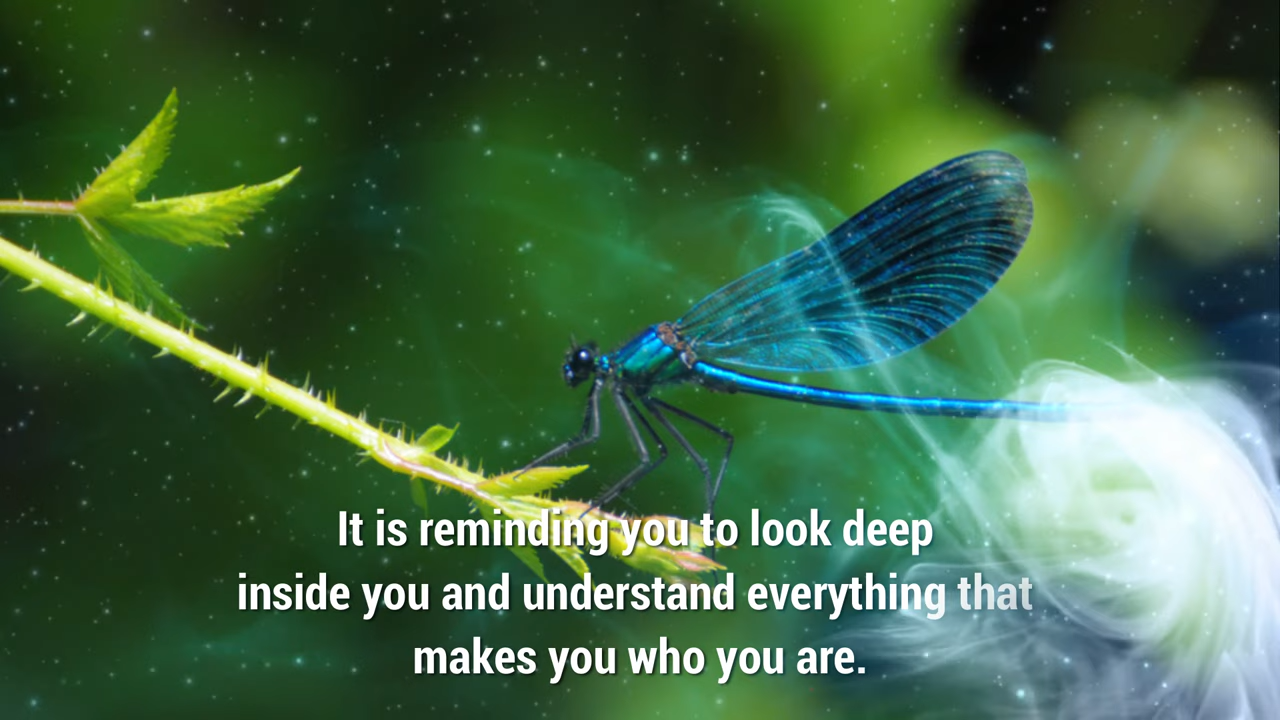 It is reminding you to look deep
inside you and understand everything that
makes you who you are.